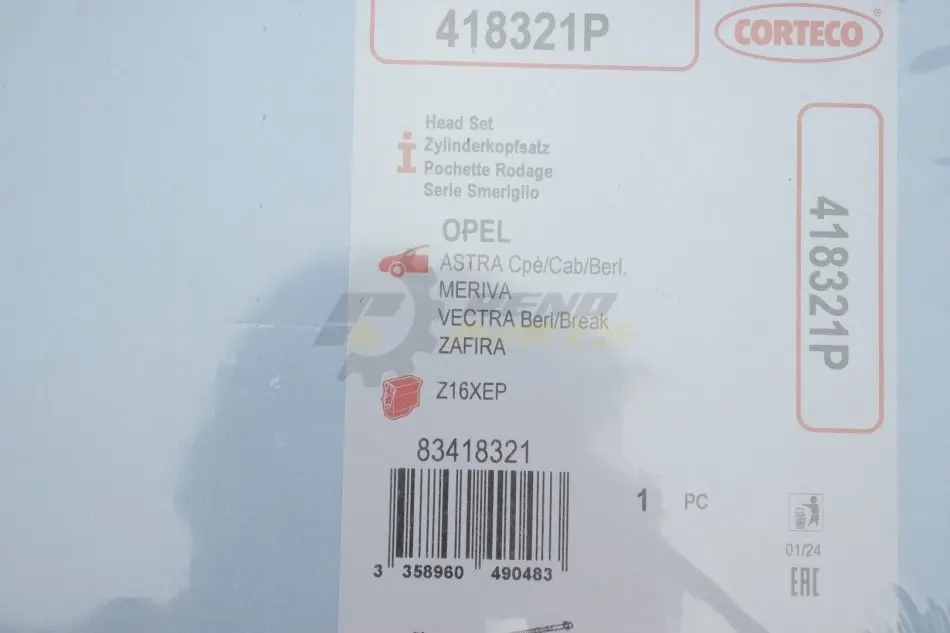 418321P
CORTECO
Head Set
Zylinderkopfsatz
Pochette Rodage
Serie Smeriglio
OPEL
ASTRA Cpé/Cab/Berl.
MERIVA
VECTRA Berl/Break
ZAFIRA
Z16XEP
83418321
3 358960 490483
1 PC
418321P
01/24
EAC